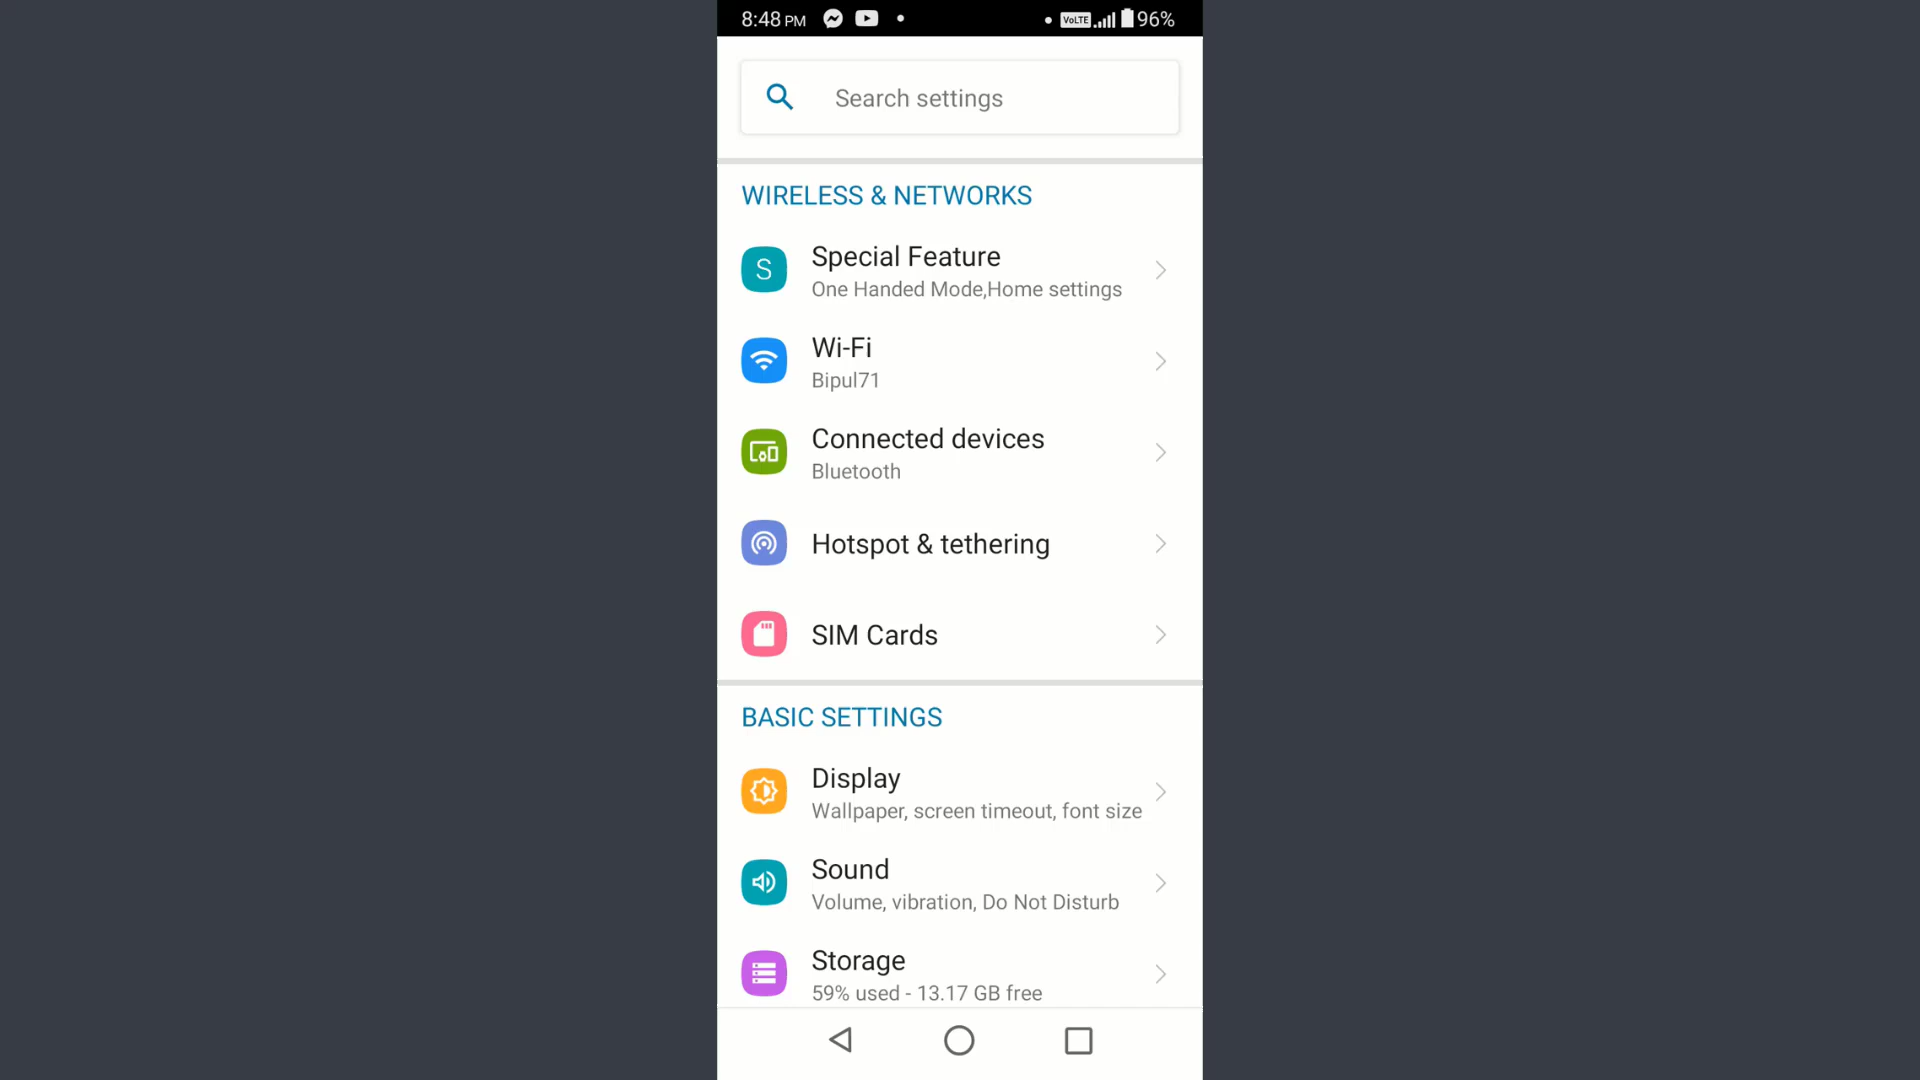 8:48 PM VoLTE 96%
Search settings
WIRELESS & NETWORKS
S
Special Feature
One Handed Mode,Home settings
Wi-Fi
Bipul71
Connected devices
Bluetooth
Hotspot & tethering
SIM Cards
BASIC SETTINGS
Display
Wallpaper, screen timeout, font size
Sound
Volume, vibration, Do Not Disturb
Storage
59% used - 13.17 GB free